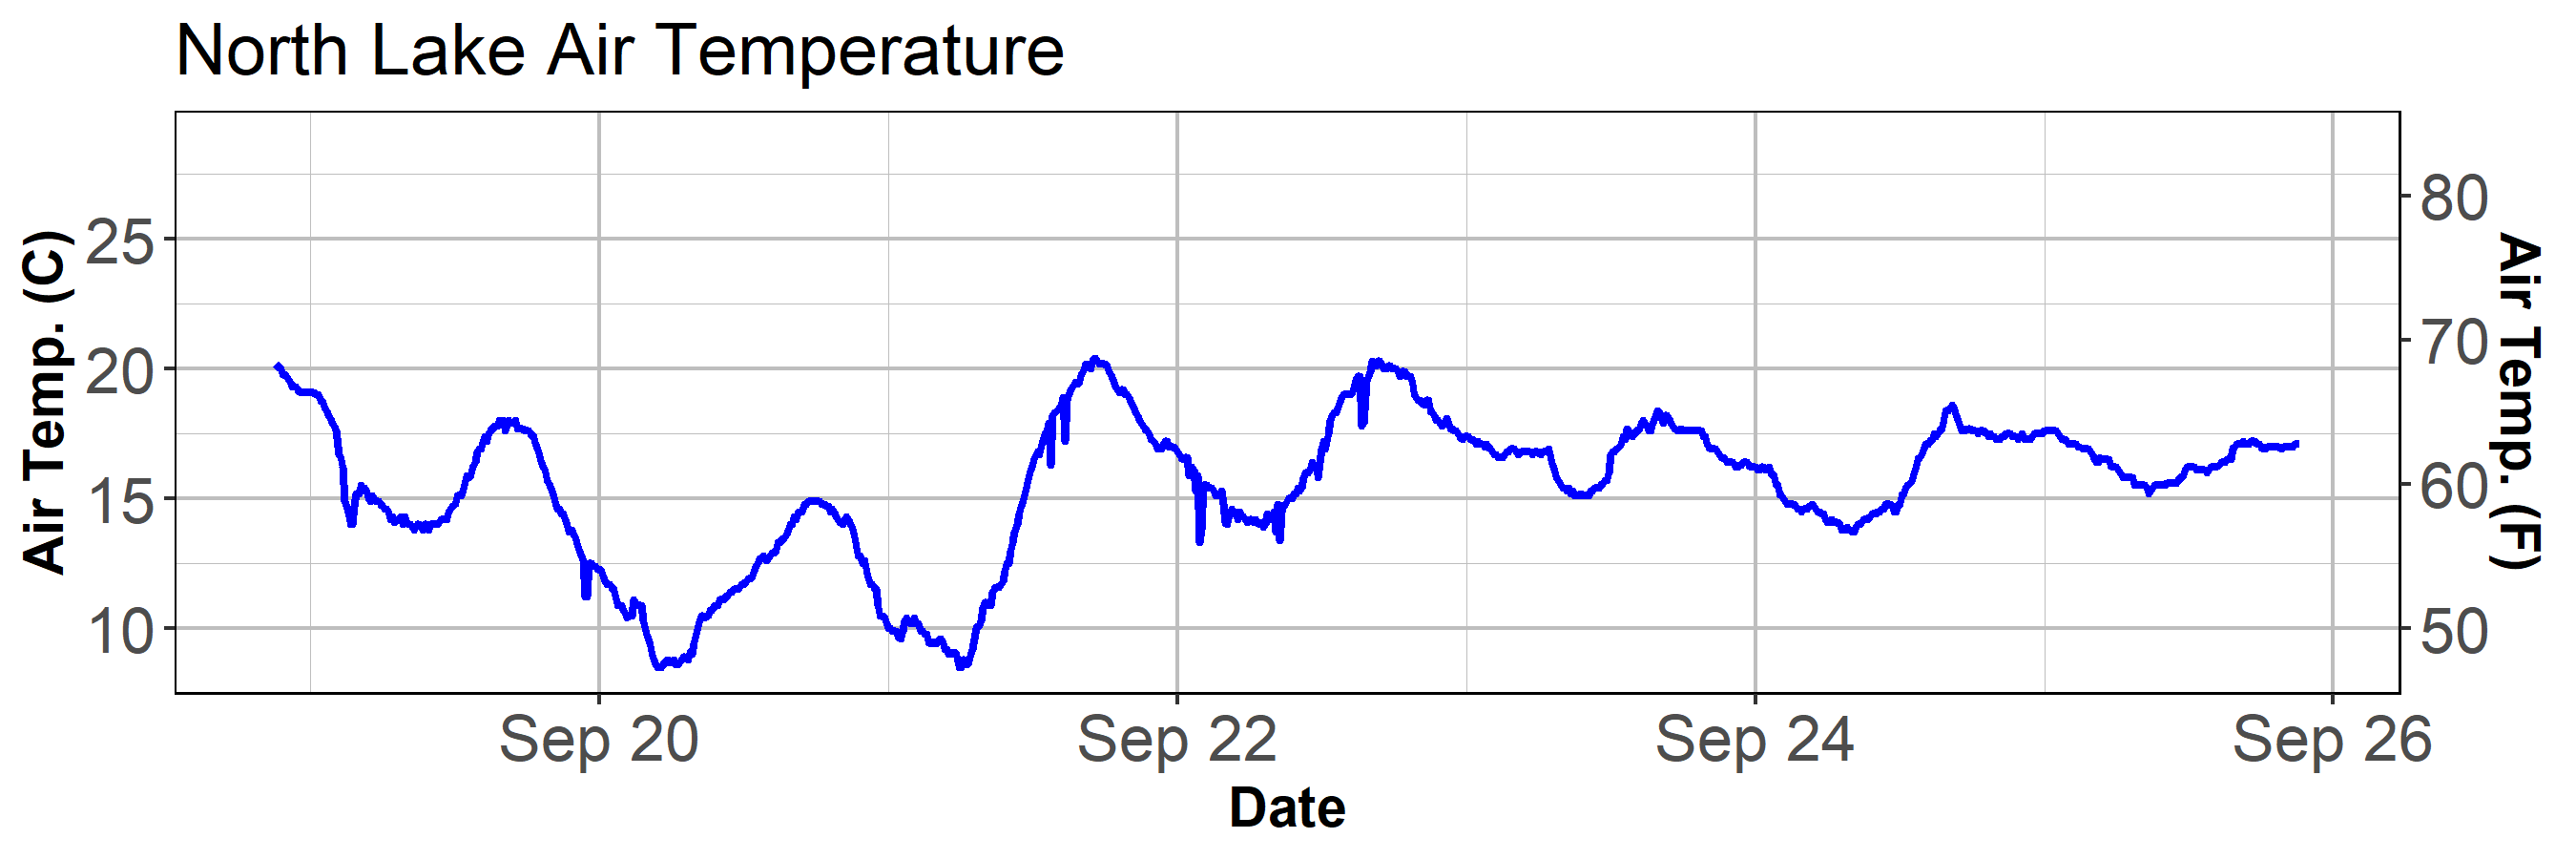 North Lake Air Temperature
Air Temp. (C)
25
20
15
10
80
70
60
50
Air Temp. (F)
Sep 20 Sep 22 Sep 24 Sep 26
Date